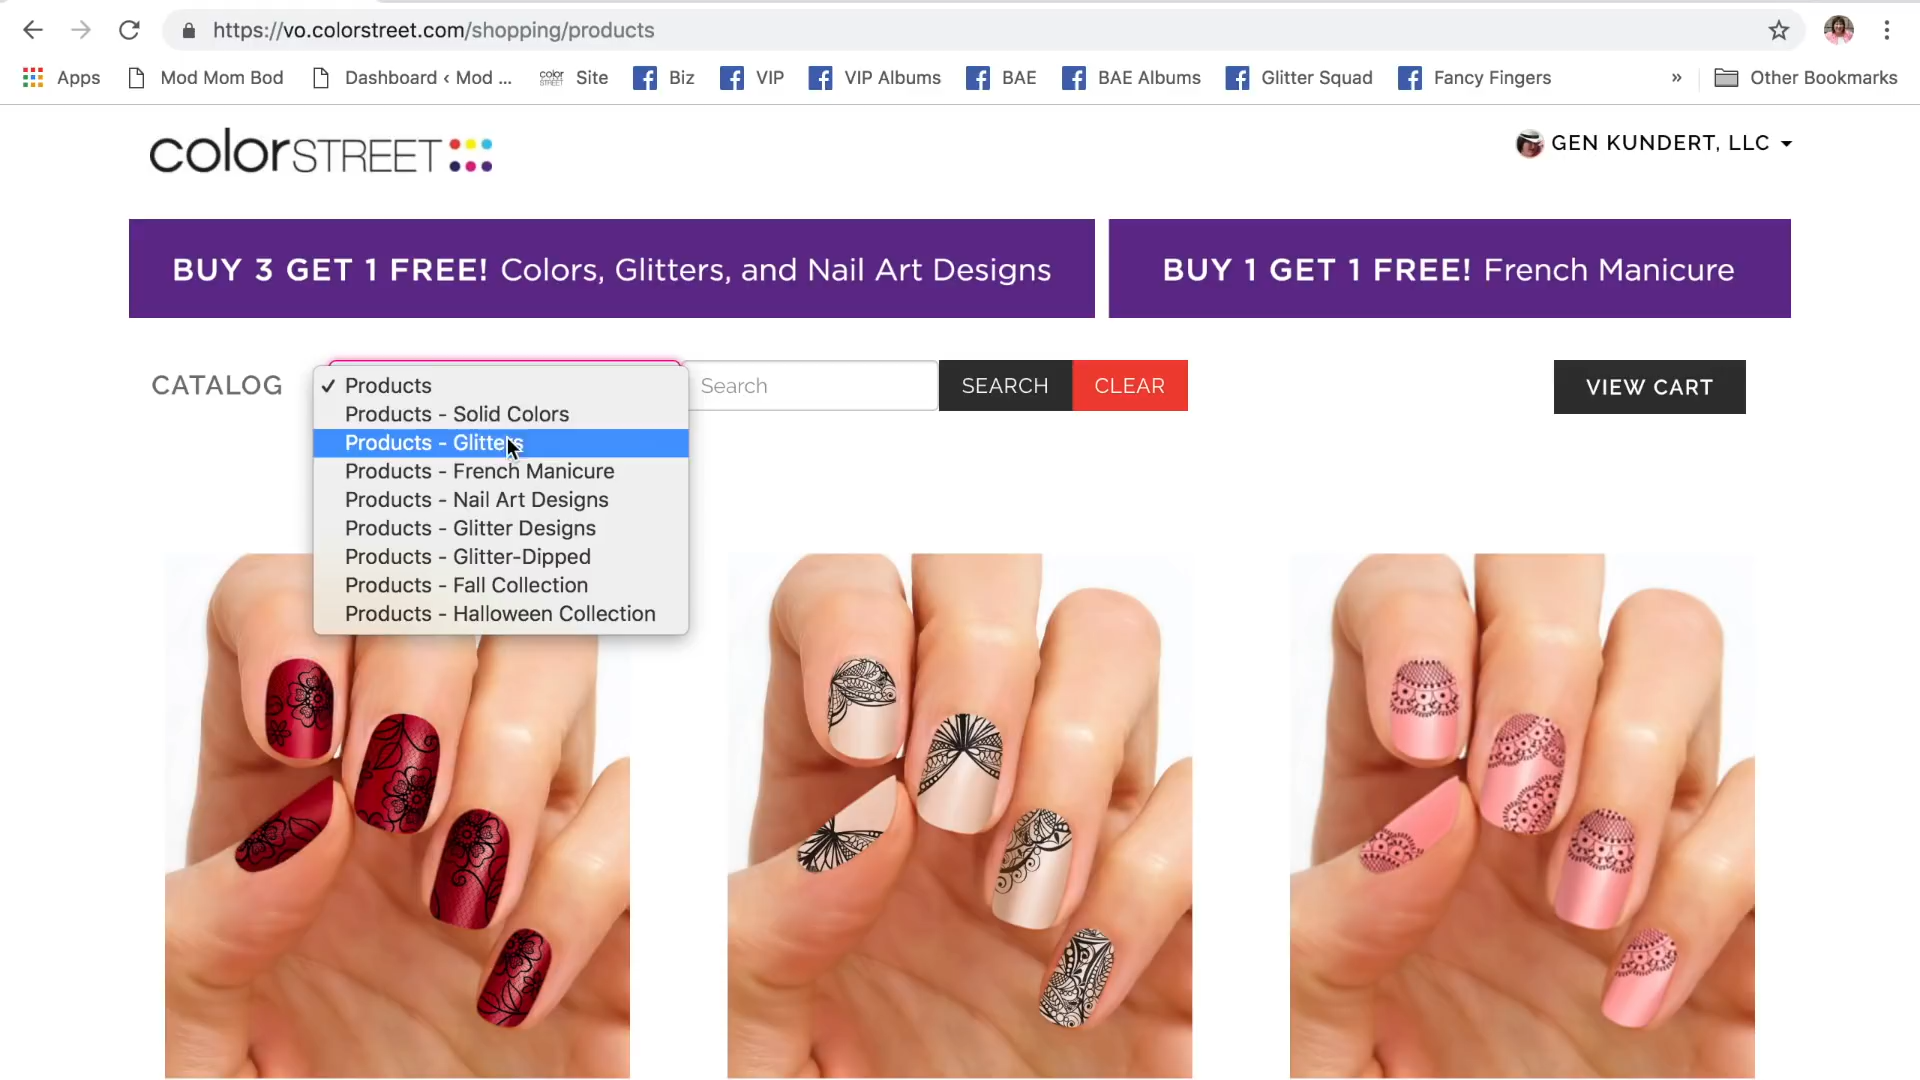 https://vo.colorstreet.com/shopping/products
Apps Mod Mom Bod Dashboard ‹ Mod ... color STREET Site Biz VIP VIP Albums BAE BAE Albums Glitter Squad Fancy Fingers » Other Bookmarks
colorSTREET
GEN KUNDERT, LLC
BUY 3 GET 1 FREE! Colors, Glitters, and Nail Art Designs
BUY 1 GET 1 FREE! French Manicure
CATALOG
✓ Products
Products - Solid Colors
Products - Glitters
Products - French Manicure
Products - Nail Art Designs
Products - Glitter Designs
Products - Glitter-Dipped
Products - Fall Collection
Products - Halloween Collection
Search
SEARCH
CLEAR
VIEW CART